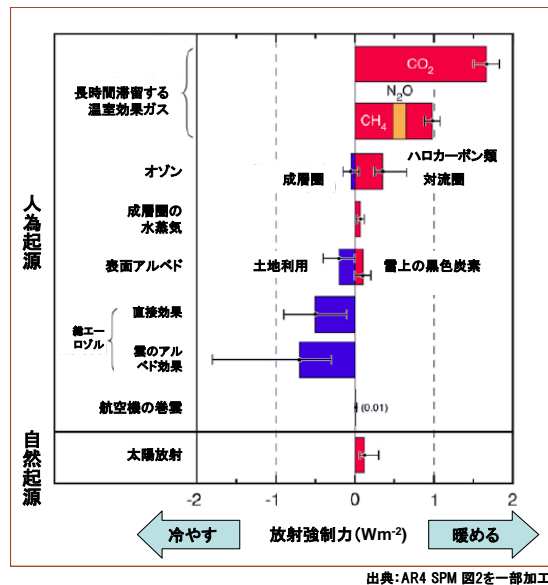 CO2
長時間滞留する
温室効果ガス
N2O
CH4
ハロカーボン類
オゾン
成層圏
対流圏
人為起源
成層圏の
水蒸気
表面アルベド
土地利用
雲上の黒色炭素
総エー
ロゾル
直接効果
雲のアル
ベド効果
航空機の巻雲
(0.01)
自然起源
太陽放射
-2
-1
0
1
2
冷やす
放射強制力(Wm-2)
暖める
出典:AR4 SPM 図2を一部加工